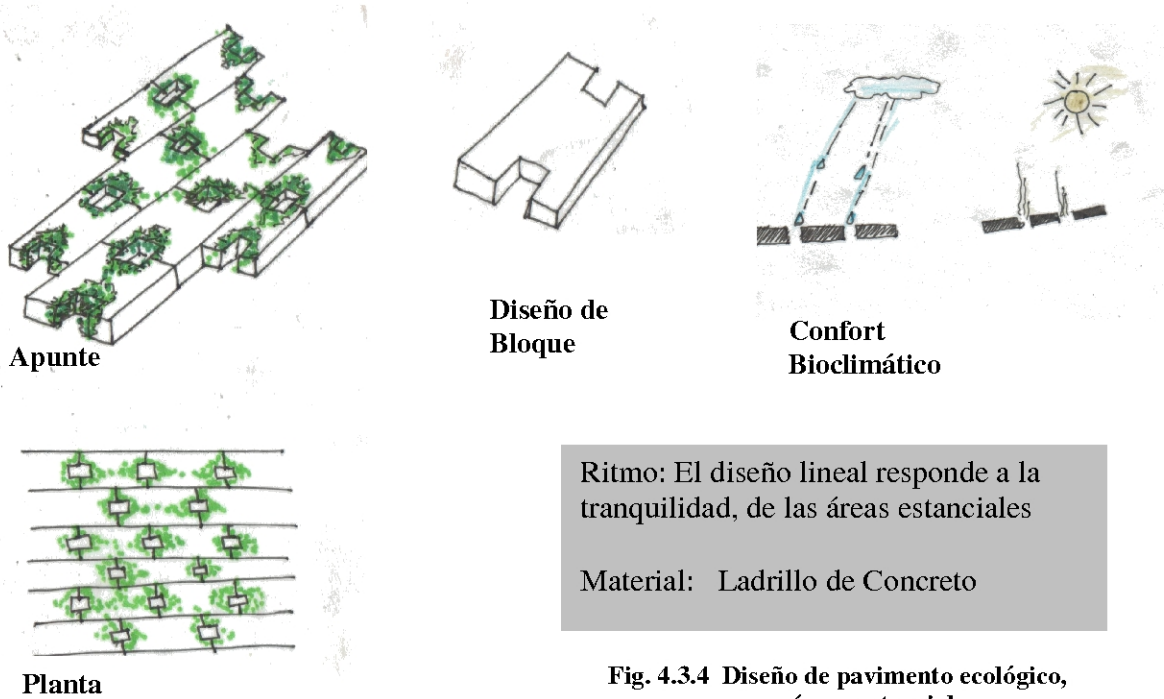 Apunte
Diseño de
Bloque
Confort
Bioclimático
Planta
Ritmo: El diseño lineal responde a la
tranquilidad, de las áreas estanciales
Material: Ladrillo de Concreto
Fig. 4.3.4 Diseño de pavimento ecológico,